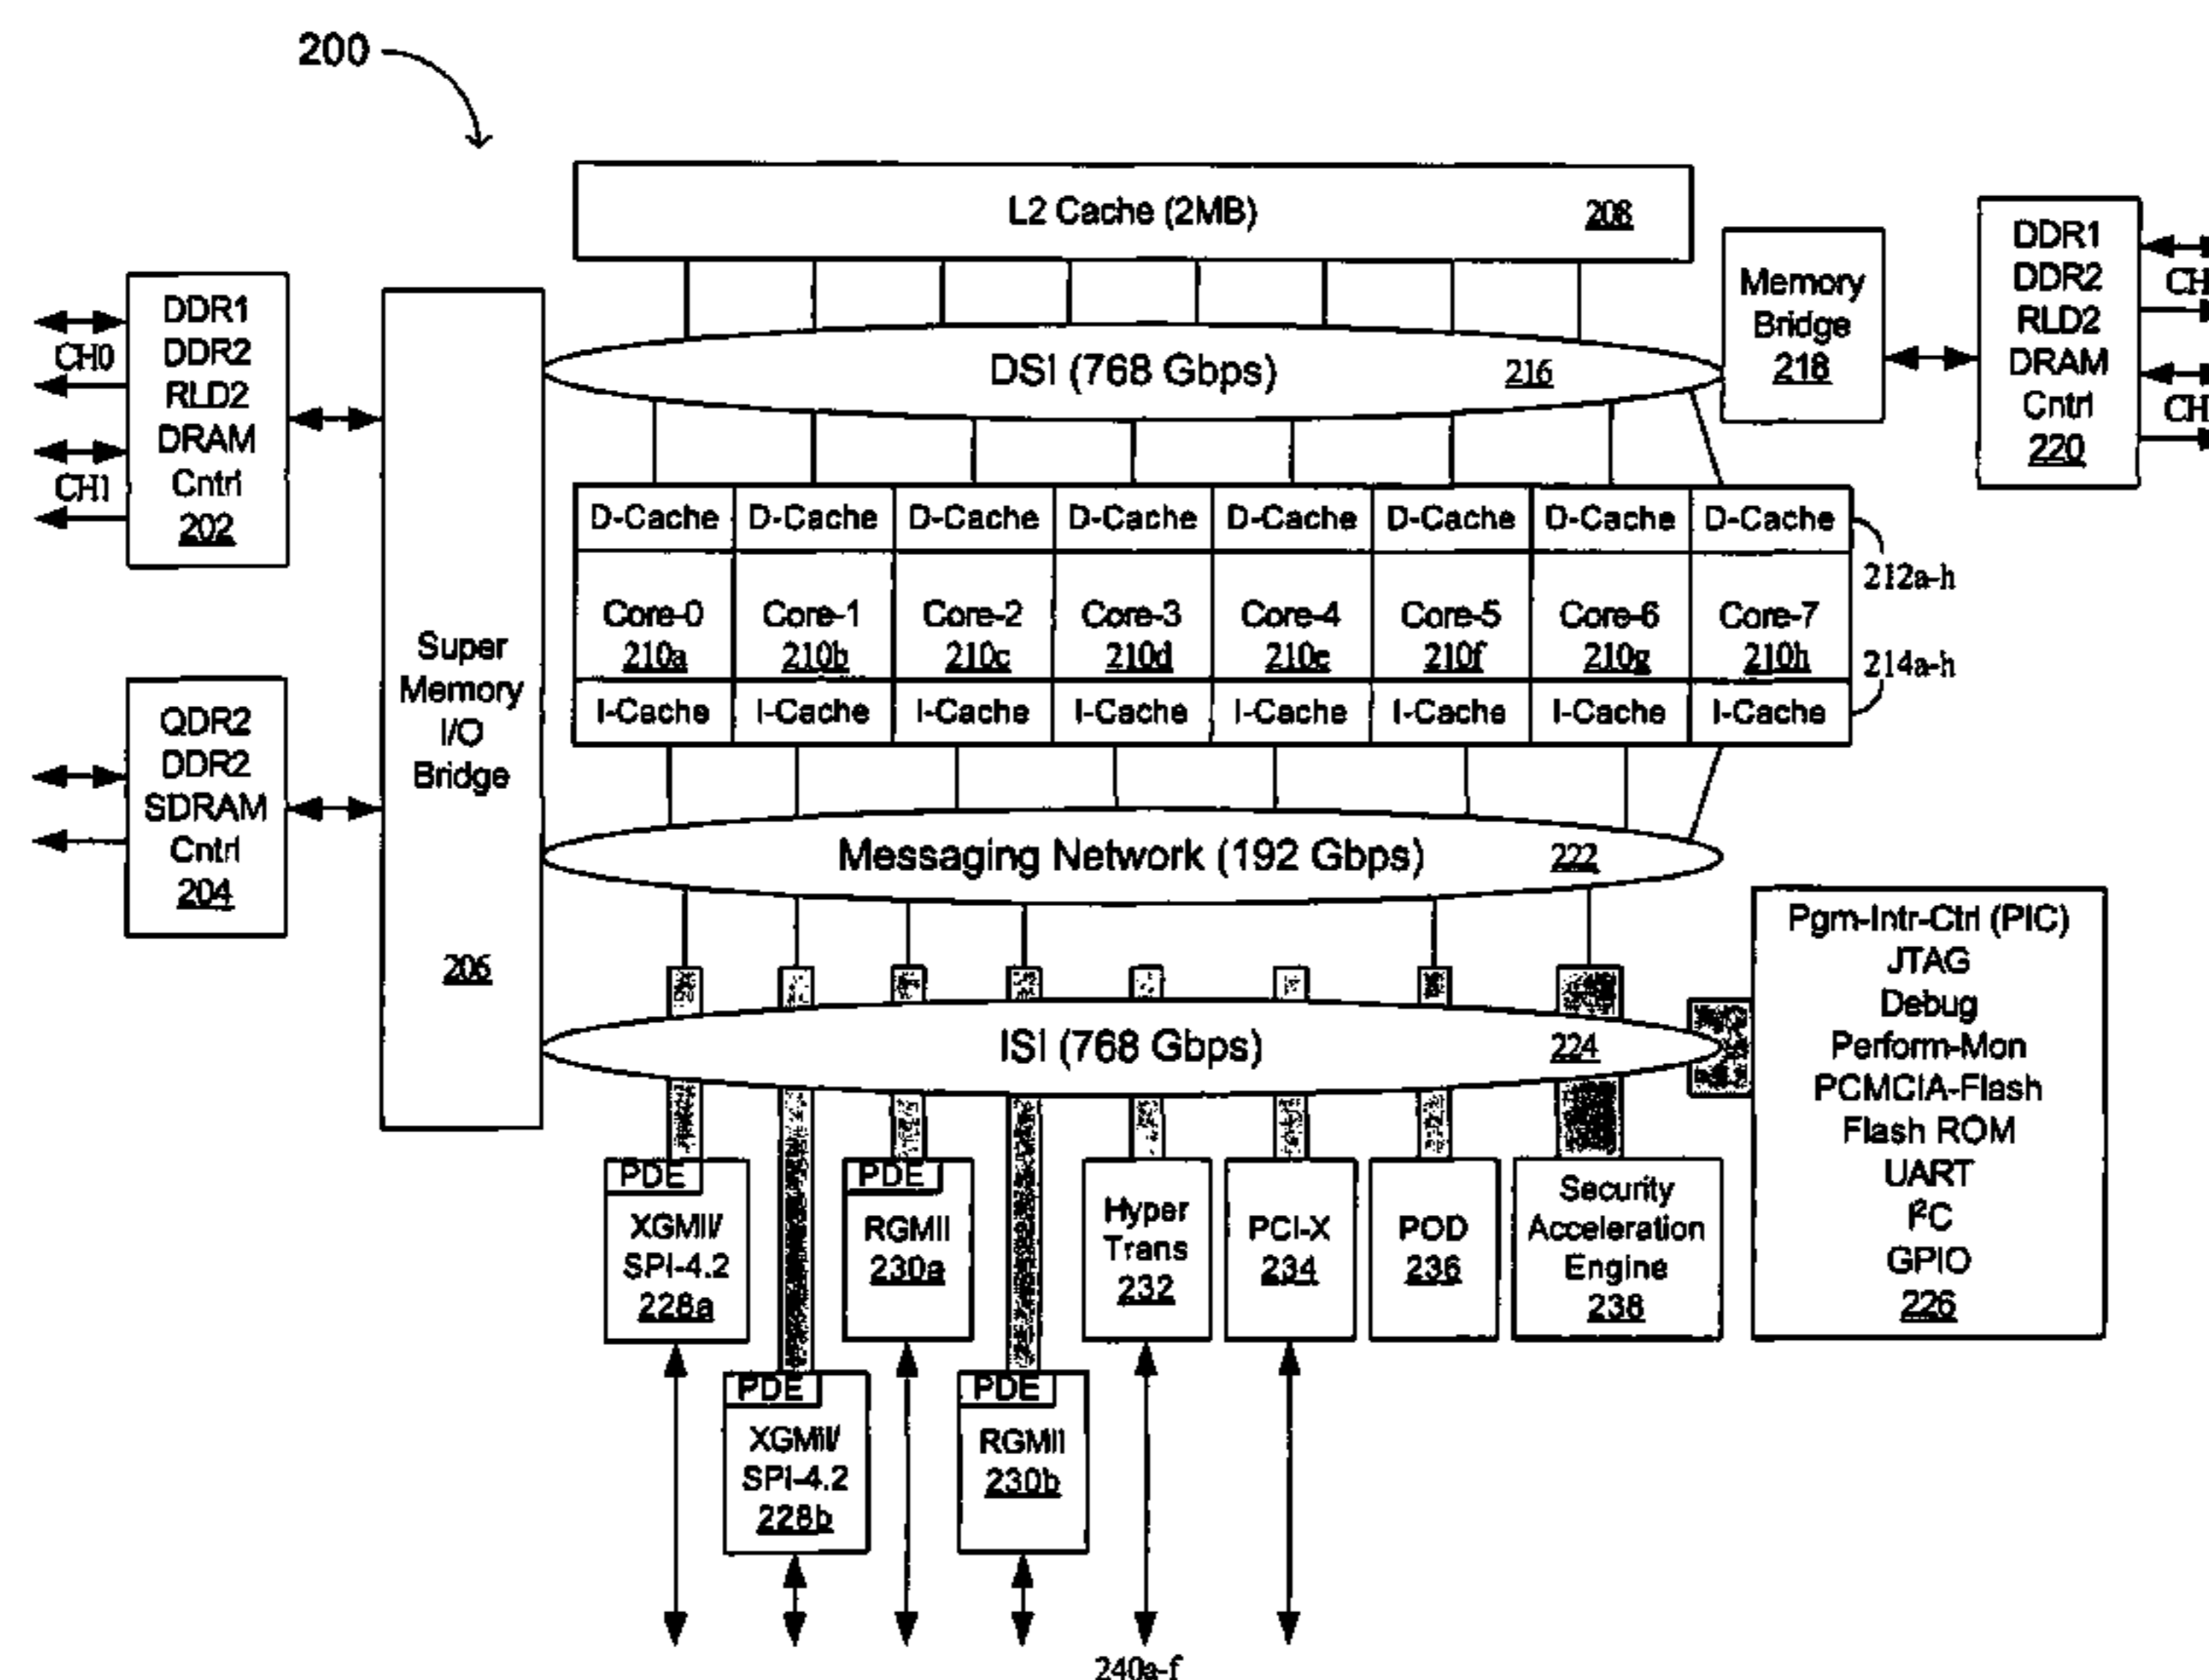 200
L2 Cache (2MB) 208
DSI (768 Gbps) 216
Memory
Bridge
218
DDR1
DDR2
RLD2
DRAM
Cntrl
220
CH
CH
DDR1
DDR2
RLD2
DRAM
Cntrl
202
CH0
CH1
QDR2
DDR2
SDRAM
Cntrl
204
Super
Memory
I/O
Bridge
206
D-Cache D-Cache D-Cache D-Cache D-Cache D-Cache D-Cache D-Cache
212a-h
Core-0 Core-1 Core-2 Core-3 Core-4 Core-5 Core-6 Core-7
210a 210b 210c 210d 210e 210f 210g 210h
214a-h
I-Cache I-Cache I-Cache I-Cache I-Cache I-Cache I-Cache I-Cache
Messaging Network (192 Gbps) 222
ISI (768 Gbps) 224
Pgm-Intr-Ctrl (PIC)
JTAG
Debug
Perform-Mon
PCMCIA-Flash
Flash ROM
UART
I²C
GPIO
226
PDE
XGMII/
SPI-4.2
228a
PDE
XGMII/
SPI-4.2
228b
PDE
RGMII
230a
PDE
RGMII
230b
Hyper
Trans
232
PCI-X
234
POD
236
Security
Acceleration
Engine
238
240a-f